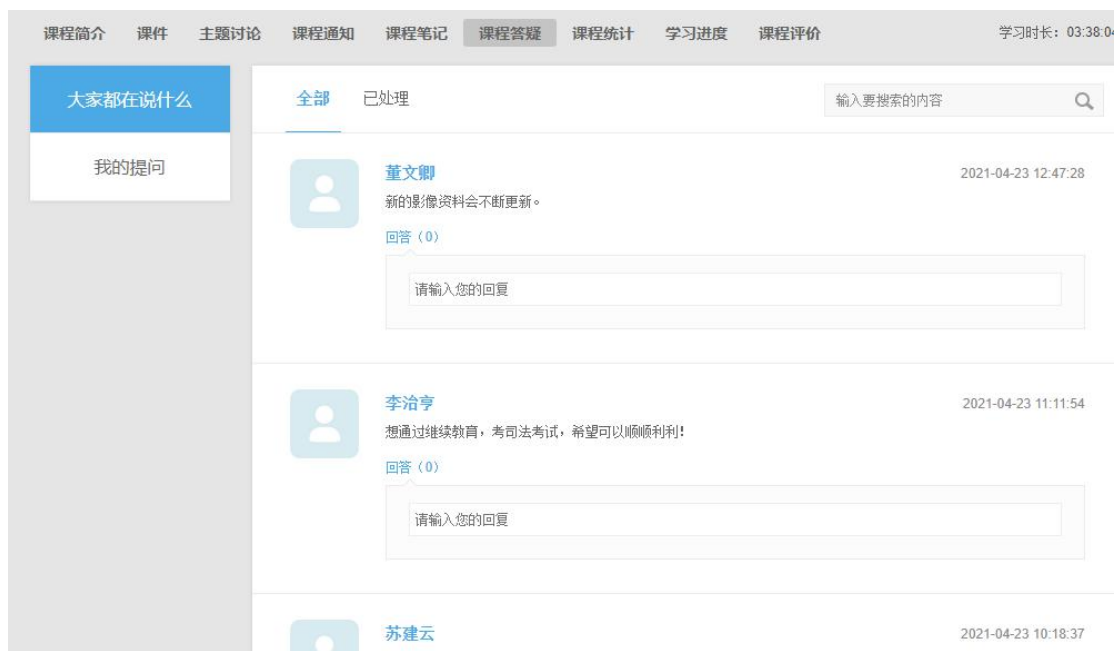 课程简介 课件 主题讨论 课程通知 课程笔记 课程答疑 课程统计 学习进度 课程评价 学习时长：03:38:04
大家都在说什么
我的提问
全部 已处理 输入要搜索的内容
董文卿 2021-04-23 12:47:28
新的影像资料会不断更新。
回答（0）
请输入您的回复
李治亨 2021-04-23 11:11:54
想通过继续教育，考司法考试，希望可以顺顺利利！
回答（0）
请输入您的回复
苏建云 2021-04-23 10:18:37